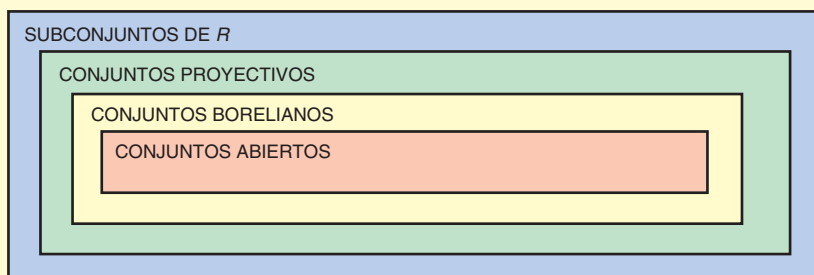 SUBCONJUNTOS DE R
CONJUNTOS PROYECTIVOS
CONJUNTOS BORELIANOS
CONJUNTOS ABIERTOS